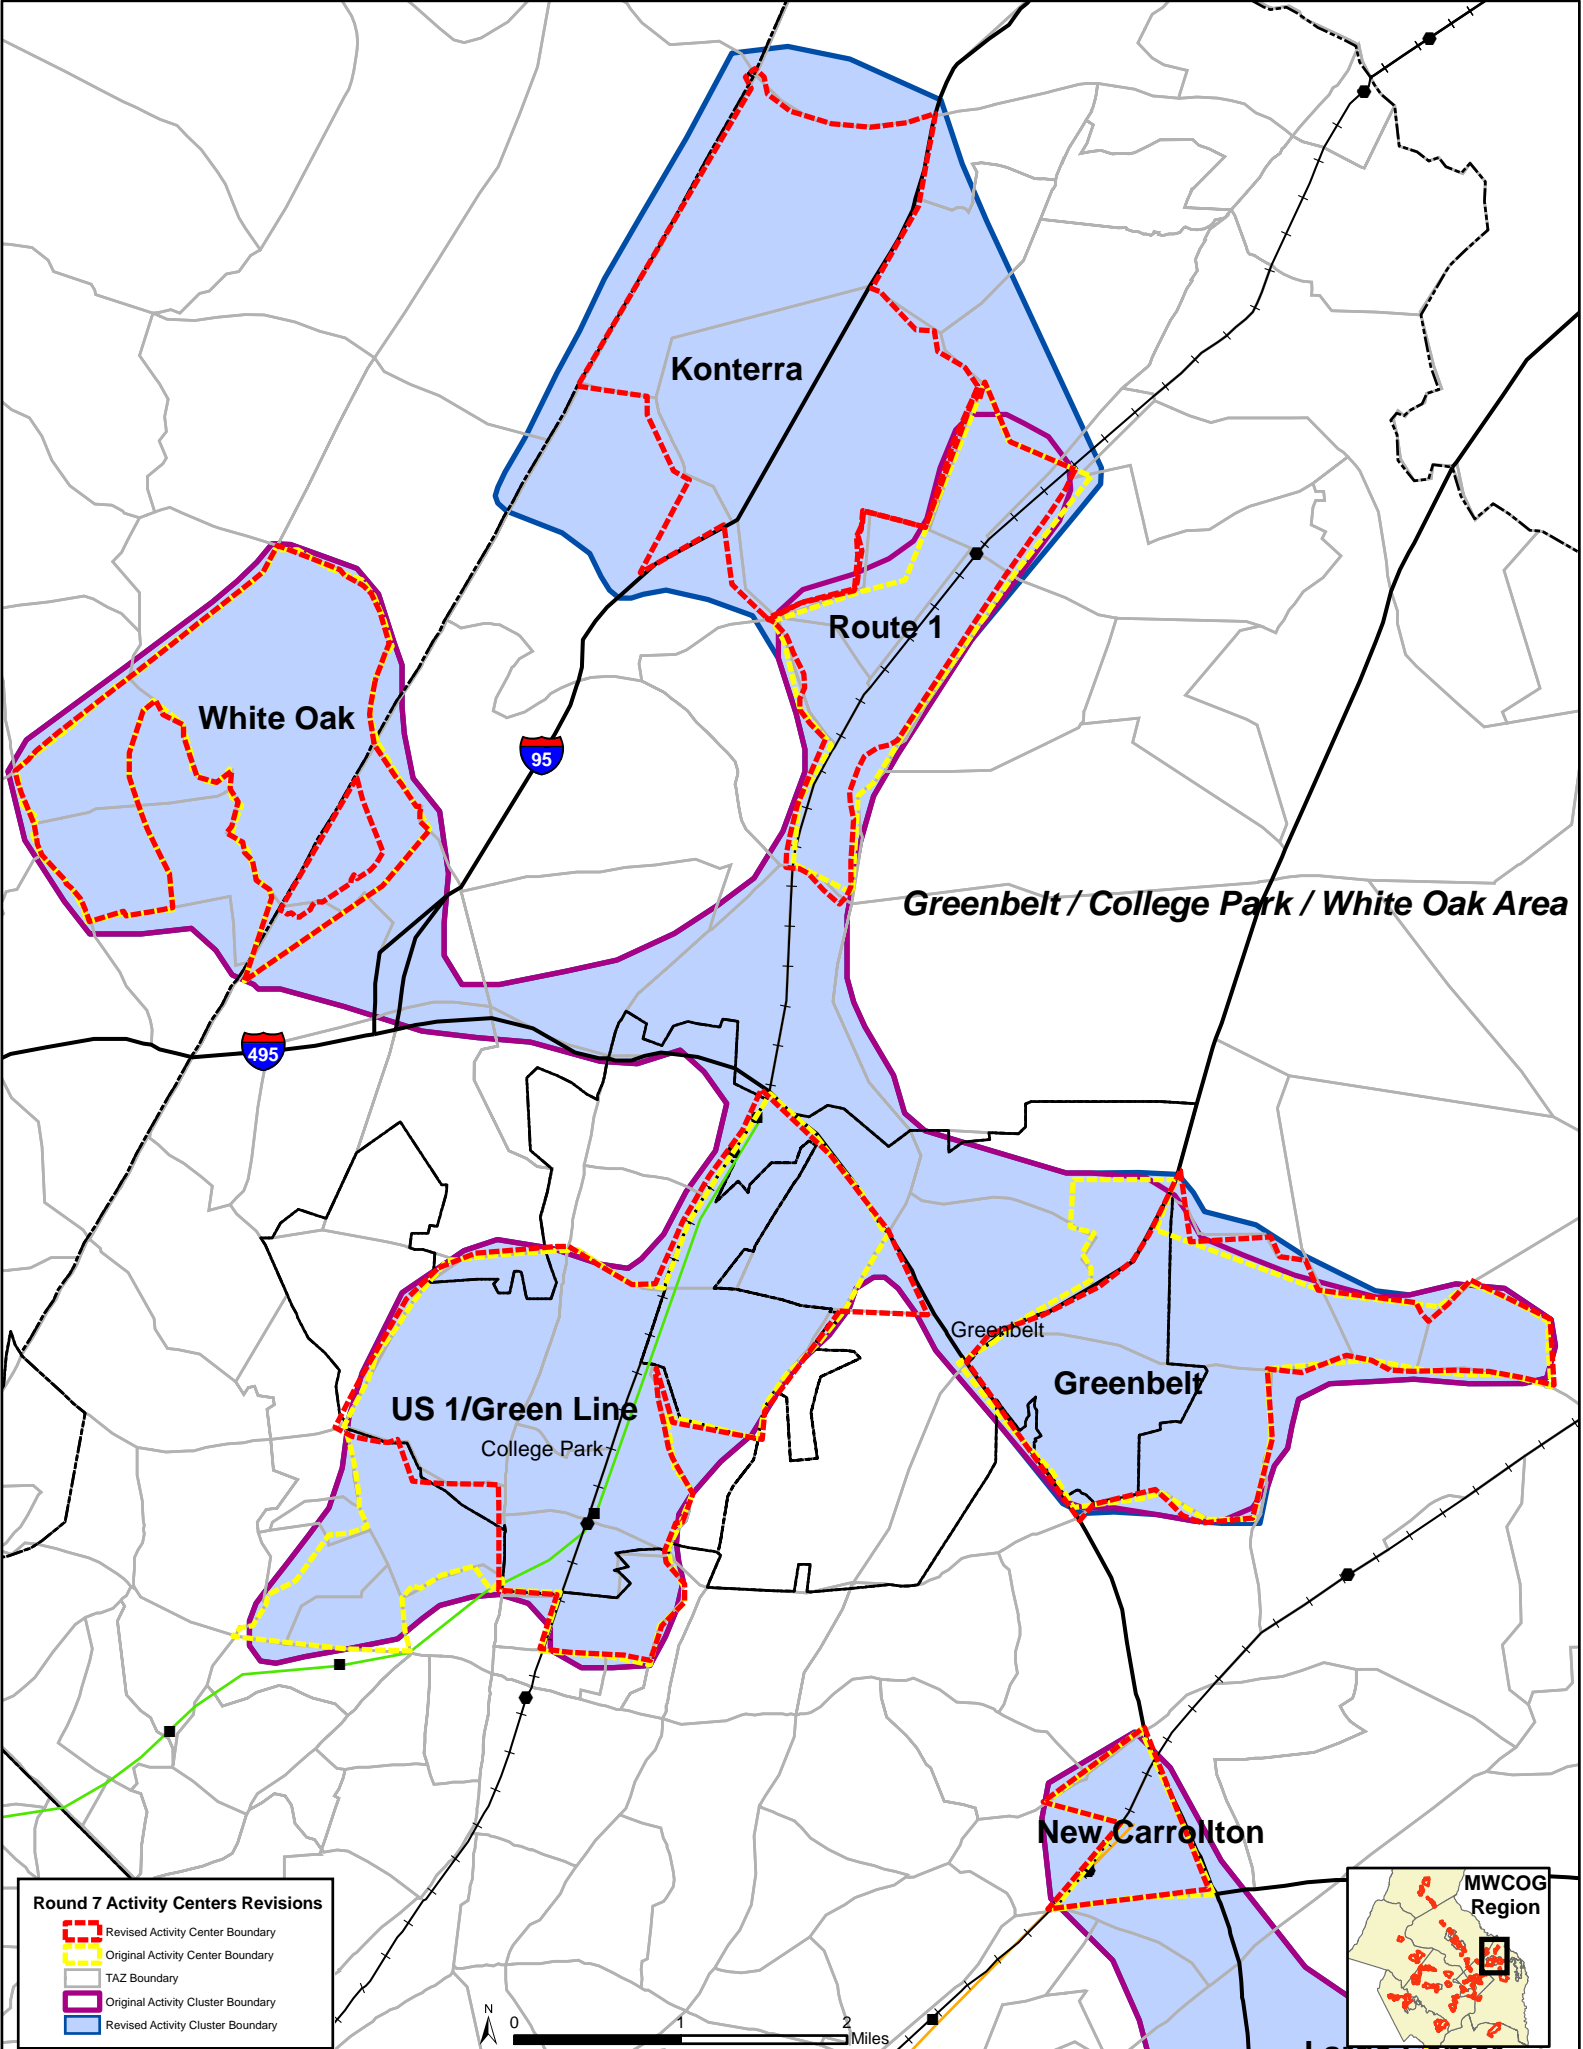 Konterra
Route 1
White Oak
95
Greenbelt / College Park / White Oak Area
495
Greenbelt
Greenbelt
US 1/Green Line
College Park
New Carrollton
Round 7 Activity Centers Revisions
Revised Activity Center Boundary
Original Activity Center Boundary
TAZ Boundary
Original Activity Cluster Boundary
Revised Activity Cluster Boundary
N
0 1 2
Miles
MWCOG
Region